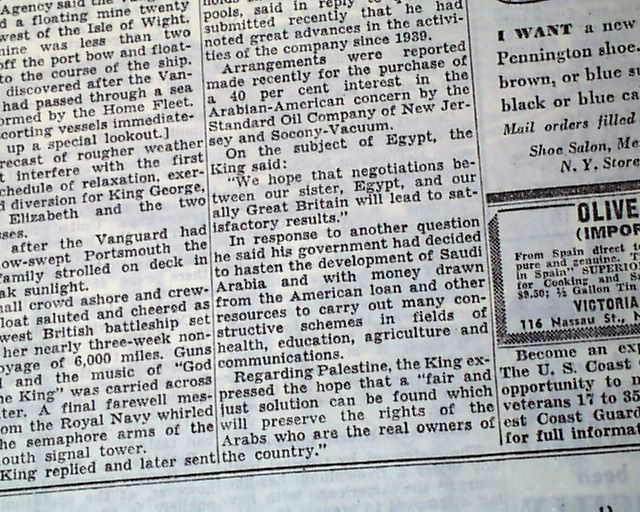 Agency said the
d a floating mine twenty
west of the Isle of Wight.
mine was less than two
off the port bow and float-
to the course of the ship.
discovered after the Van-
had passed through a sea
ormed by the Home Fleet.
corting vessels immediate-
up a special lookout.]
recast of rougher weather
t interfere with the first
chedule of relaxation, exer-
d diversion for King George,
Elizabeth and the two
sses.
after the Vanguard had
ow-swept Portsmouth the
family strolled on deck in
ak sunlight.
mall crowd ashore and crew-
float saluted and cheered as
west British battleship set
her nearly three-week non-
oyage of 6,000 miles. Guns
d and the music of "God
he King" was carried across
ter. A final farewell mes-
om the Royal Navy whirled
he semaphore arms of the
outh signal tower.
King replied and later sent
pools, said in reply to
submitted recently that he had
noted great advances in the activi-
ties of the company since 1939.
Arrangements were reported
made recently for the purchase of
a 40 per cent interest in the
Arabian-American concern by the
Standard Oil Company of New Jer-
sey and Socony-Vacuum.
On the subject of Egypt, the
King said:
"We hope that negotiations be-
tween our sister, Egypt, and our
ally Great Britain will lead to sat-
isfactory results."
In response to another question
he said his government had decided
to hasten the development of Saudi
Arabia and with money drawn
from the American loan and other
resources to carry out many con-
structive schemes in fields of
health, education, agriculture and
communications.
Regarding Palestine, the King ex-
pressed the hope that a "fair and
just solution can be found which
will preserve the rights of the
Arabs who are the real owners of
the country."
I WANT a new
Pennington shoe
brown, or blue s
black or blue ca
Mail orders filled
Shoe Salon, Me
N. Y. Store
OLIVE
(IMPOR
From Spain direct
pure and genuine. T
in Spain" SUPERIO
for Cooking and
$9.50; ½ Gallon Tin
VICTORIA
116 Nassau St., N
Become an ex
The U. S. Coast
opportunity to
veterans 17 to 35
est Coast Guar
for full informat
been